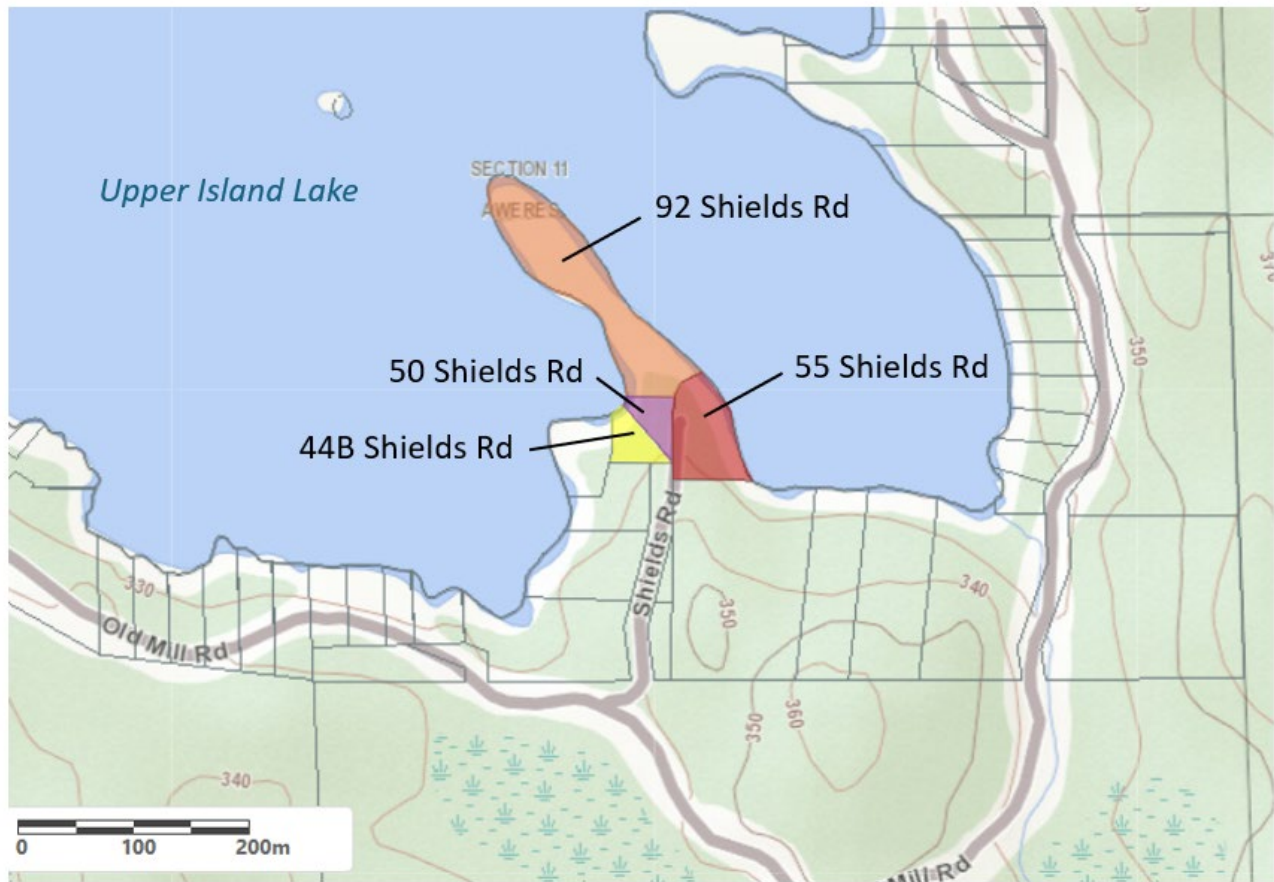 SECTION 11
AWERES
Upper Island Lake
92 Shields Rd
50 Shields Rd
55 Shields Rd
44B Shields Rd
350
Shields Rd
330
340
350
Old Mill Rd
350
360
340
0 100 200m
Mill Rd